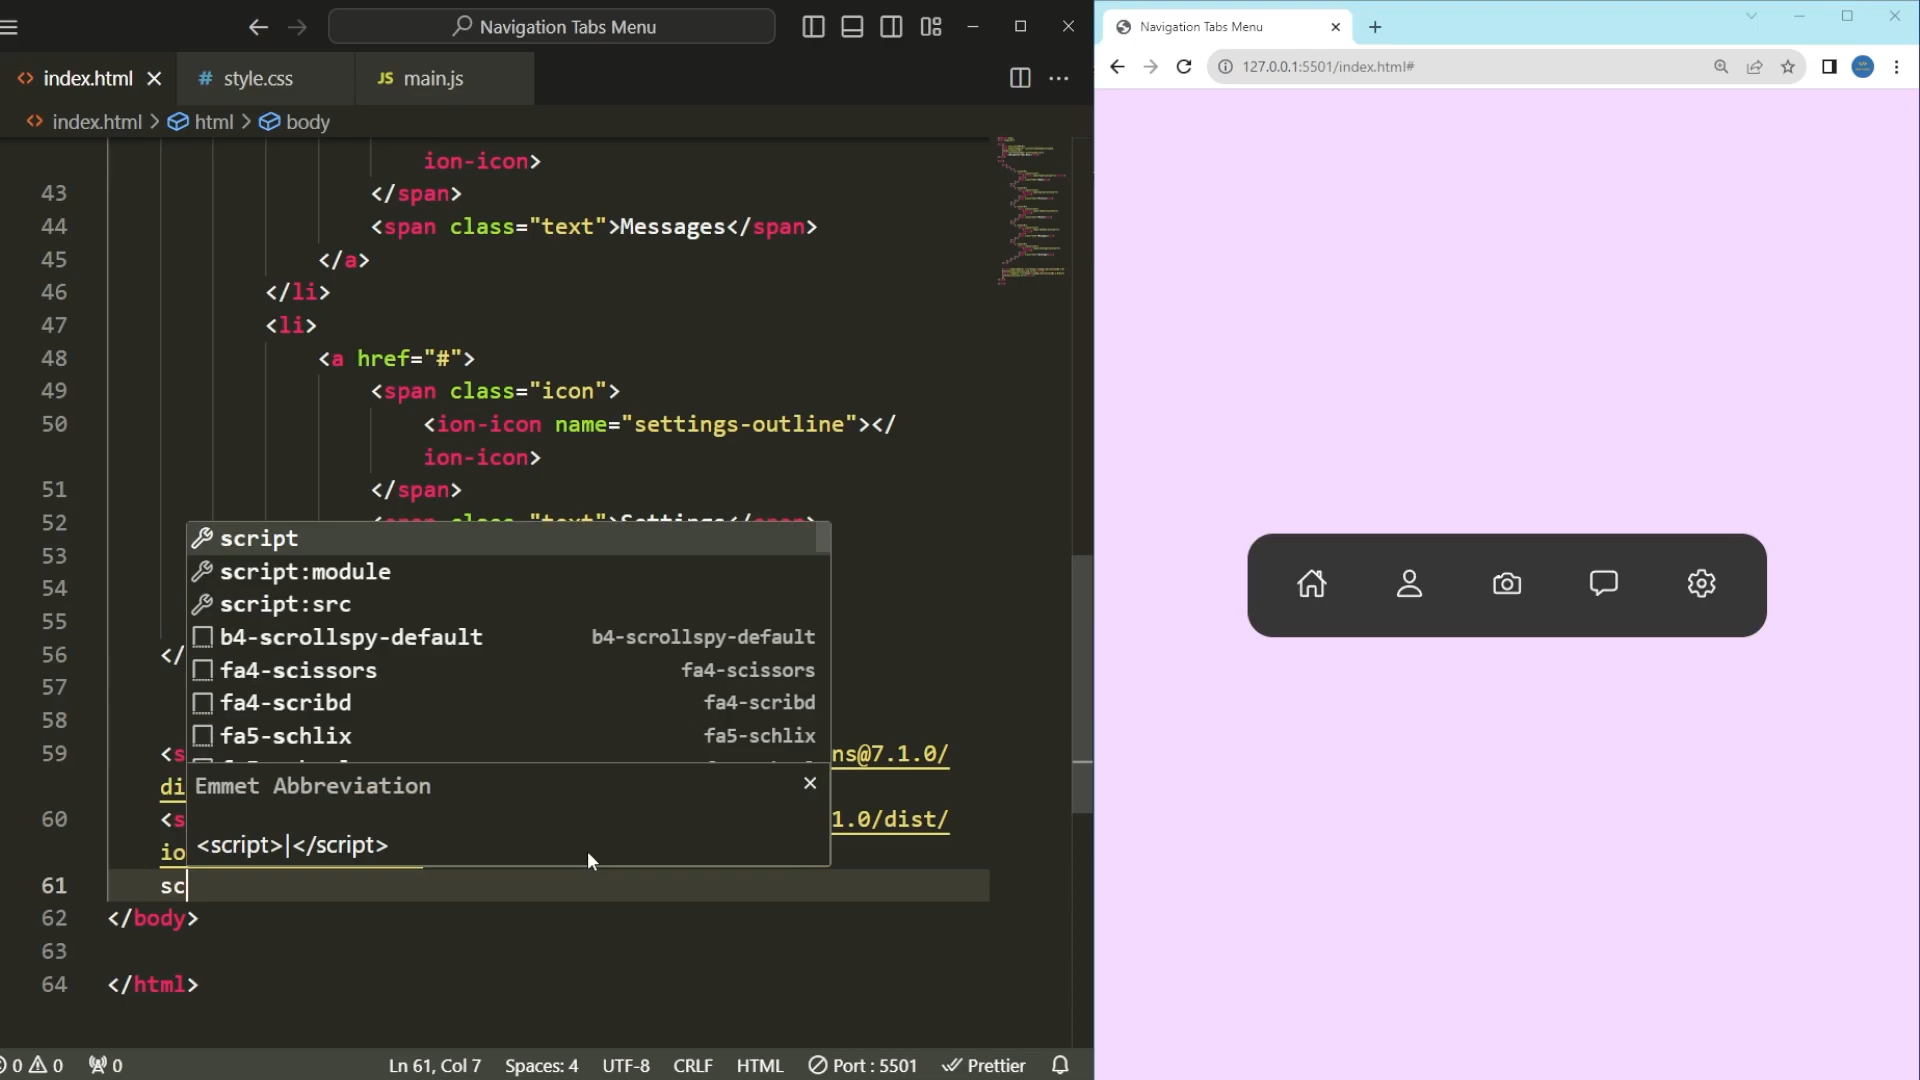 Navigation Tabs Menu
index.html
# style.css
JS main.js
index.html > html > body
ion-icon>
43 </span>
44 <span class="text">Messages</span>
45 </a>
46 </li>
47 <li>
48 <a href="#">
49 <span class="icon">
50 <ion-icon name="settings-outline"></
ion-icon>
51 </span>
52 <span class="text">Settings</span>
53
54
55
56 </
57
58
59 <s ns@7.1.0/
di
60 <s 1.0/dist/
io
61 sc
62 </body>
63
64 </html>
script
script:module
script:src
b4-scrollspy-default b4-scrollspy-default
fa4-scissors fa4-scissors
fa4-scribd fa4-scribd
fa5-schlix fa5-schlix
Emmet Abbreviation
<script>|</script>
0 0 0 Ln 61, Col 7 Spaces: 4 UTF-8 CRLF HTML Port : 5501 Prettier
Navigation Tabs Menu
127.0.0.1:5501/index.html#